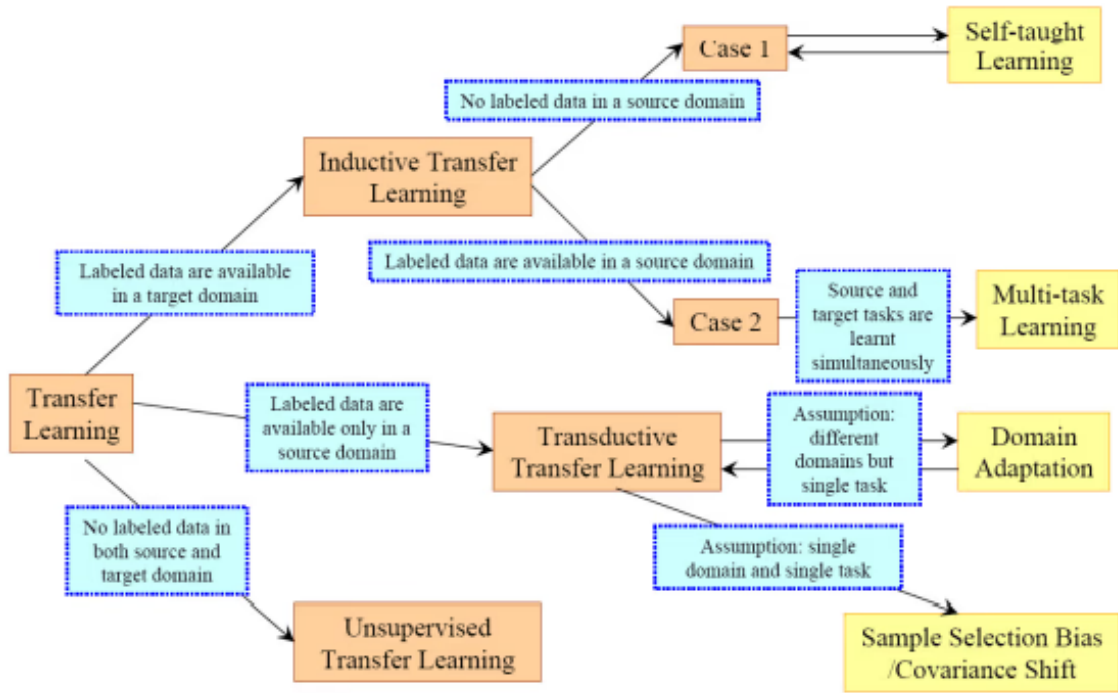 Case 1
Self-taught
Learning
No labeled data in a source domain
Inductive Transfer
Learning
Labeled data are available
in a target domain
Labeled data are available in a source domain
Case 2
Source and
target tasks are
learnt
simultaneously
Multi-task
Learning
Transfer
Learning
Labeled data are
available only in a
source domain
Transductive
Transfer Learning
Assumption:
different
domains but
single task
Domain
Adaptation
No labeled data in
both source and
target domain
Assumption: single
domain and single task
Unsupervised
Transfer Learning
Sample Selection Bias
/Covariance Shift